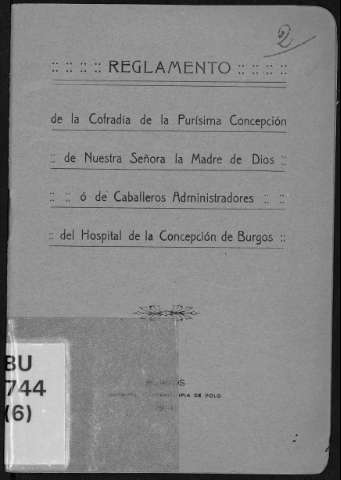 2
:: :: :: :: REGLAMENTO :: :: :: ::
de la Cofradía de la Purísima Concepción
:: de Nuestra Señora la Madre de Dios ::
:: :: ó de Caballeros Administradores :: ::
:: del Hospital de la Concepción de Burgos ::
DE POLO
BU
744
(6)